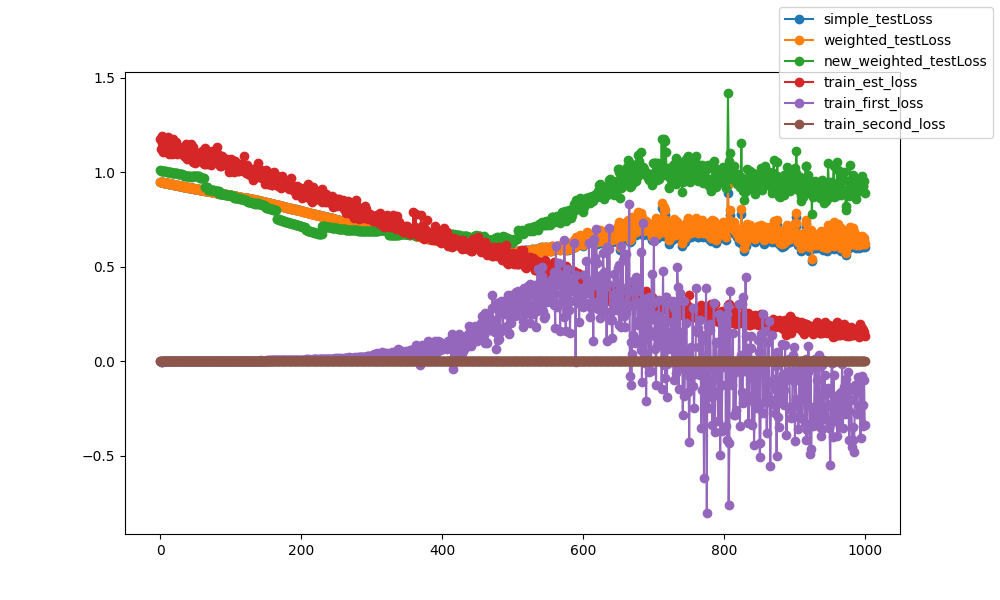 simple_testLoss
weighted_testLoss
new_weighted_testLoss
train_est_loss
train_first_loss
train_second_loss
1.5
1.0
0.5
0.0
−0.5
0 200 400 600 800 1000